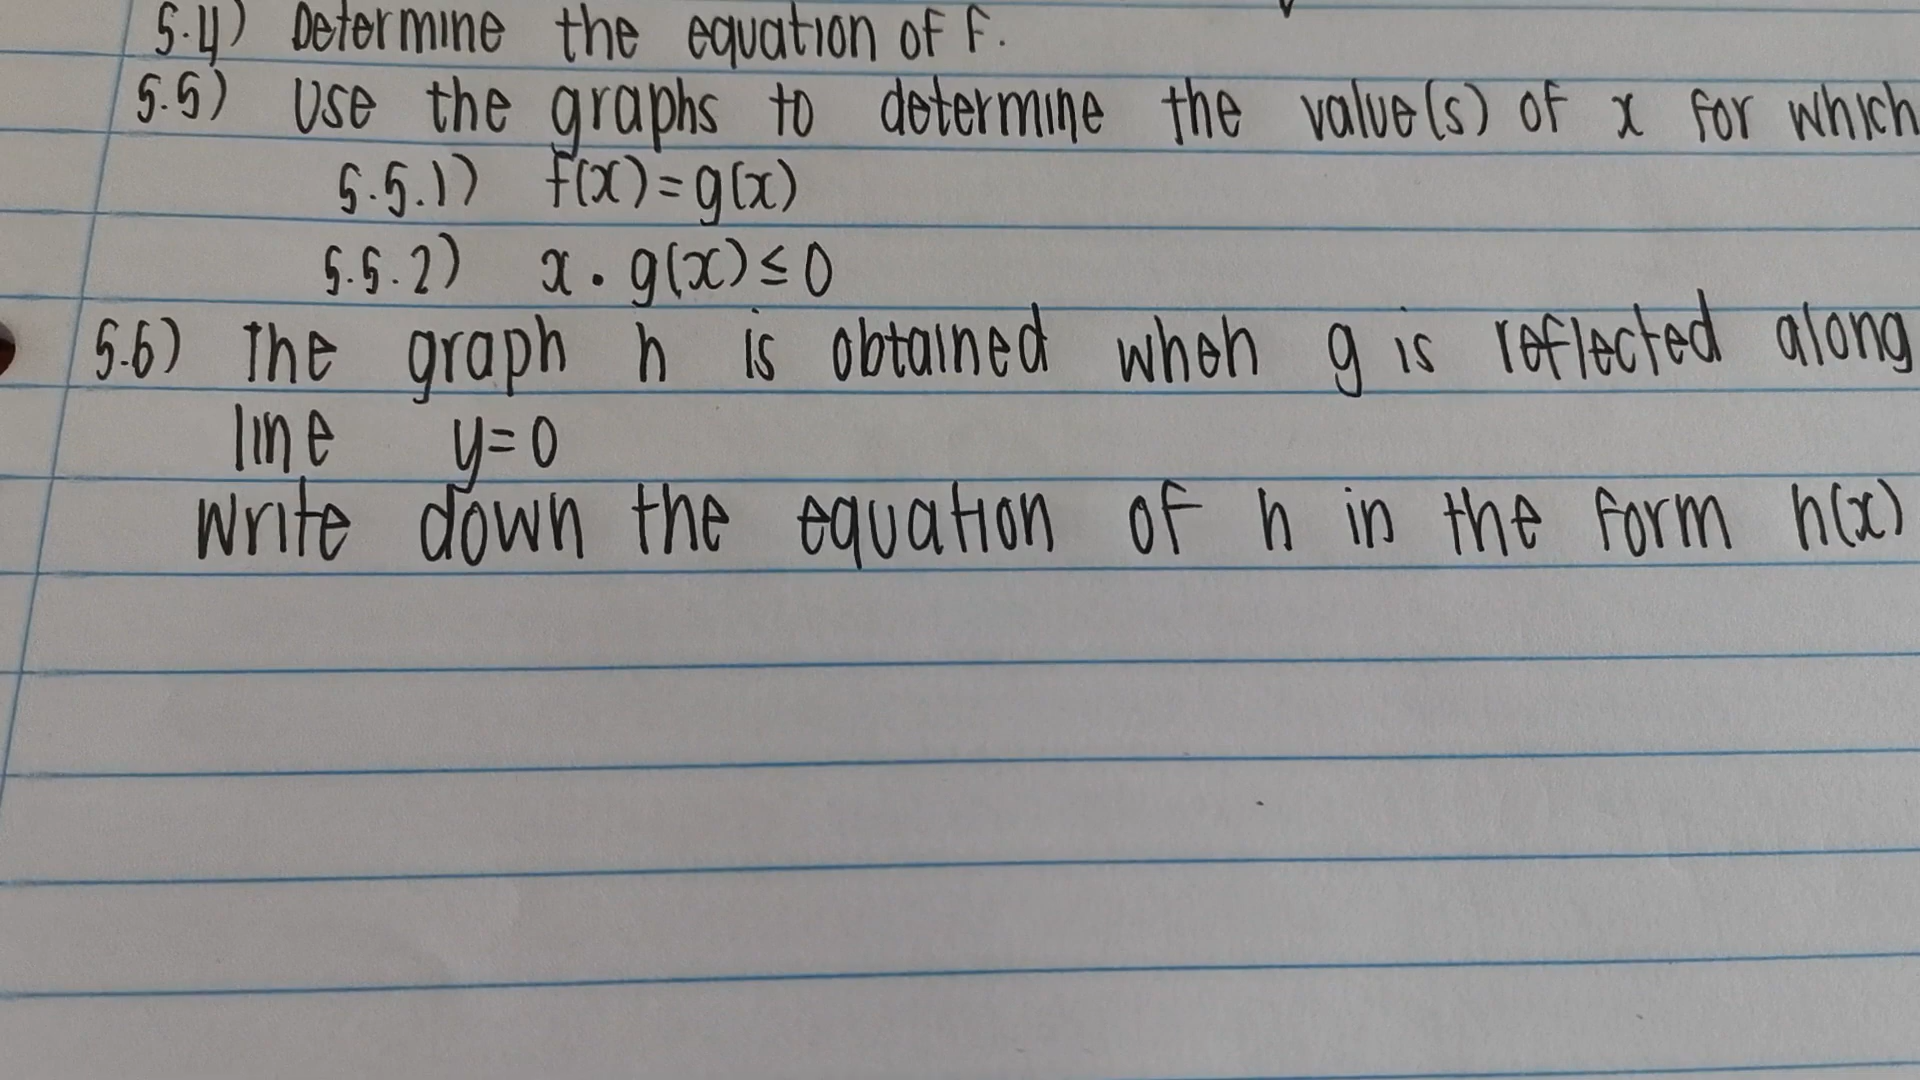 5.4) Determine the equation of f.
5.5) Use the graphs to determine the value(s) of x for which
5.5.1) f(x)=g(x)
5.5.2) x . g(x) ≤ 0
5.6) The graph h is obtained when g is reflected along
line y=0
Write down the equation of h in the form h(x)